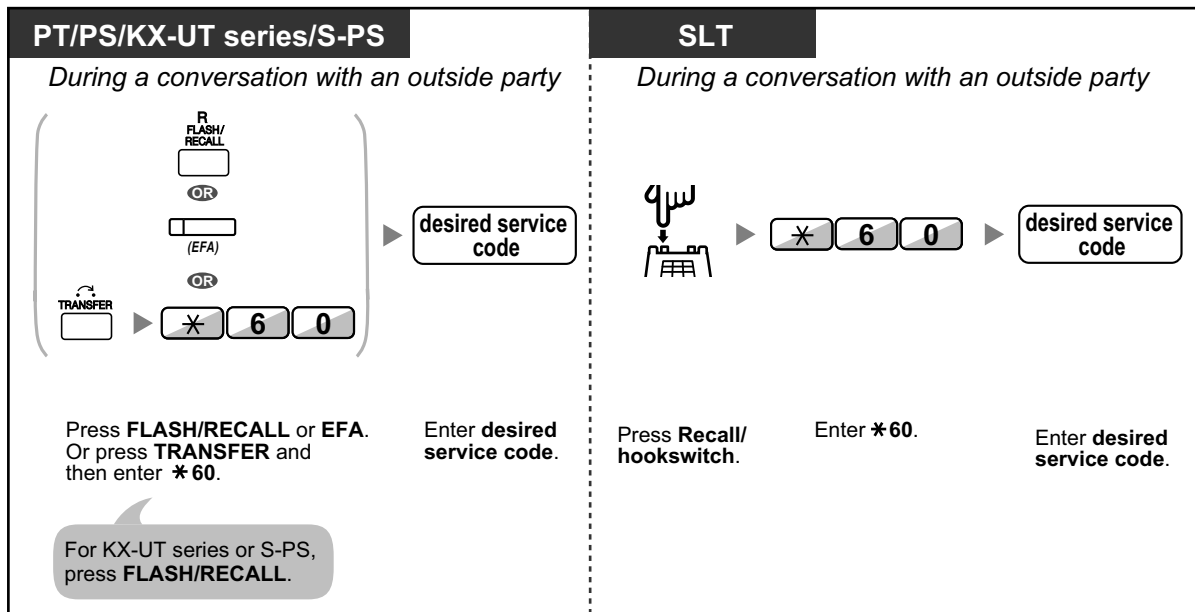 PT/PS/KX-UT series/S-PS
During a conversation with an outside party
R
FLASH/
RECALL
OR
(EFA)
OR
TRANSFER
* 6 0
desired service
code
Press FLASH/RECALL or EFA.
Or press TRANSFER and
then enter *60.
Enter desired
service code.
For KX-UT series or S-PS,
press FLASH/RECALL.
SLT
During a conversation with an outside party
* 6 0
desired service
code
Press Recall/
hookswitch.
Enter *60.
Enter desired
service code.